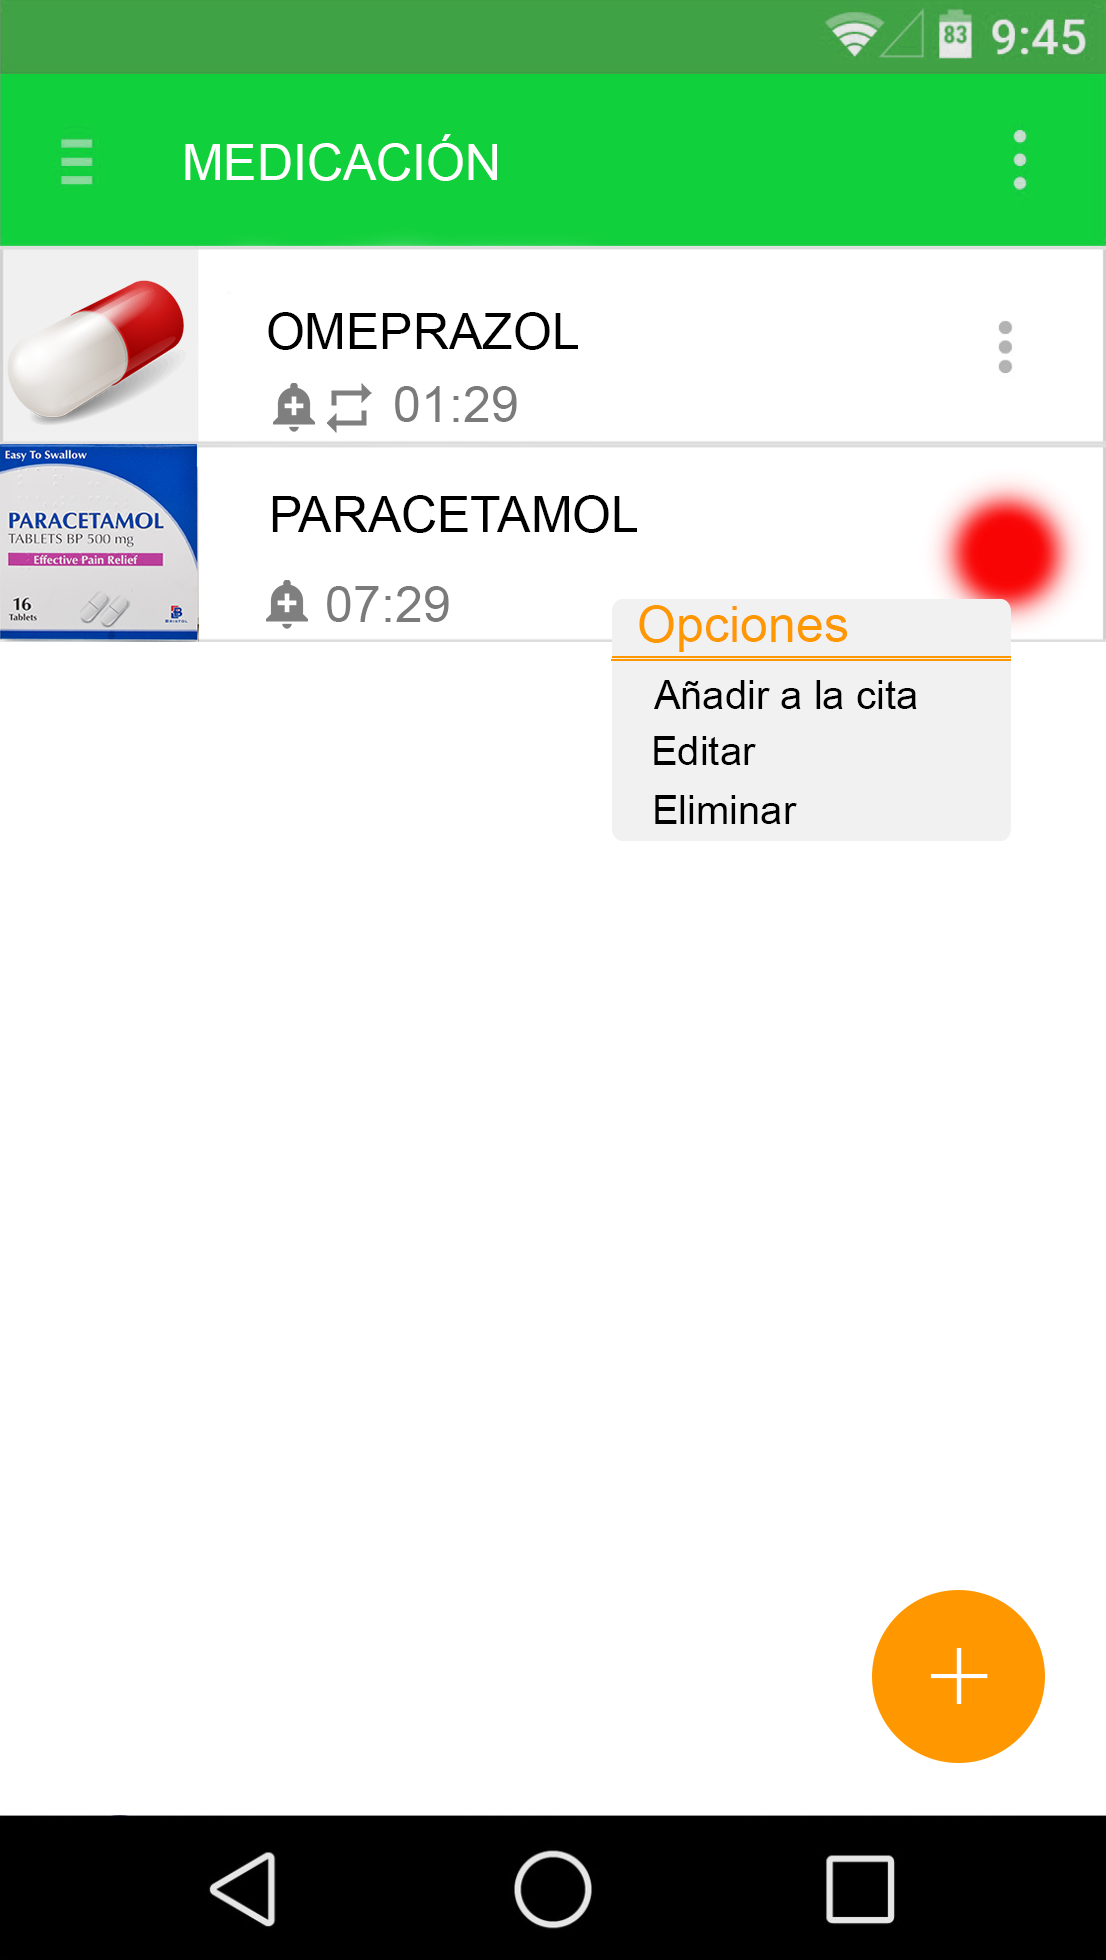 83 9:45
MEDICACIÓN
OMEPRAZOL
01:29
Easy To Swallow
PARACETAMOL
TABLETS BP 500 mg
Effective Pain Relief
16
Tablets
BRISTOL
PARACETAMOL
07:29
Opciones
Añadir a la cita
Editar
Eliminar